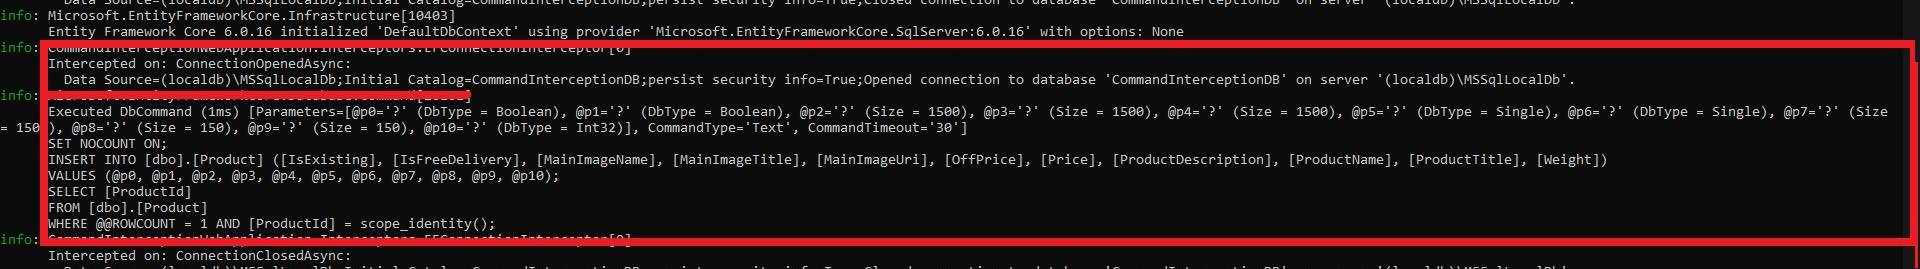 Data Source=(localdb)\MSSqlLocalDb;Initial Catalog=CommandInterceptionDB;persist security info=True;Closed connection to database 'CommandInterceptionDB' on server '(localdb)\MSSqlLocalDb'.
info: Microsoft.EntityFrameworkCore.Infrastructure[10403]
Entity Framework Core 6.0.16 initialized 'DefaultDbContext' using provider 'Microsoft.EntityFrameworkCore.SqlServer:6.0.16' with options: None
info: CommandInterceptionWebApplication.Interceptors.EFConnectionInterceptor[0]
Intercepted on: ConnectionOpenedAsync:
Data Source=(localdb)\MSSqlLocalDb;Initial Catalog=CommandInterceptionDB;persist security info=True;Opened connection to database 'CommandInterceptionDB' on server '(localdb)\MSSqlLocalDb'.
info:
Executed DbCommand (1ms) [Parameters=[@p0='?' (DbType = Boolean), @p1='?' (DbType = Boolean), @p2='?' (Size = 1500), @p3='?' (Size = 1500), @p4='?' (Size = 1500), @p5='?' (DbType = Single), @p6='?' (DbType = Single), @p7='?' (Size
= 150), @p8='?' (Size = 150), @p9='?' (Size = 150), @p10='?' (DbType = Int32)], CommandType='Text', CommandTimeout='30']
SET NOCOUNT ON;
INSERT INTO [dbo].[Product] ([IsExisting], [IsFreeDelivery], [MainImageName], [MainImageTitle], [MainImageUri], [OffPrice], [Price], [ProductDescription], [ProductName], [ProductTitle], [Weight])
VALUES (@p0, @p1, @p2, @p3, @p4, @p5, @p6, @p7, @p8, @p9, @p10);
SELECT [ProductId]
FROM [dbo].[Product]
WHERE @@ROWCOUNT = 1 AND [ProductId] = scope_identity();
info: CommandInterceptionWebApplication.Interceptors.EFConnectionInterceptor[0]
Intercepted on: ConnectionClosedAsync: